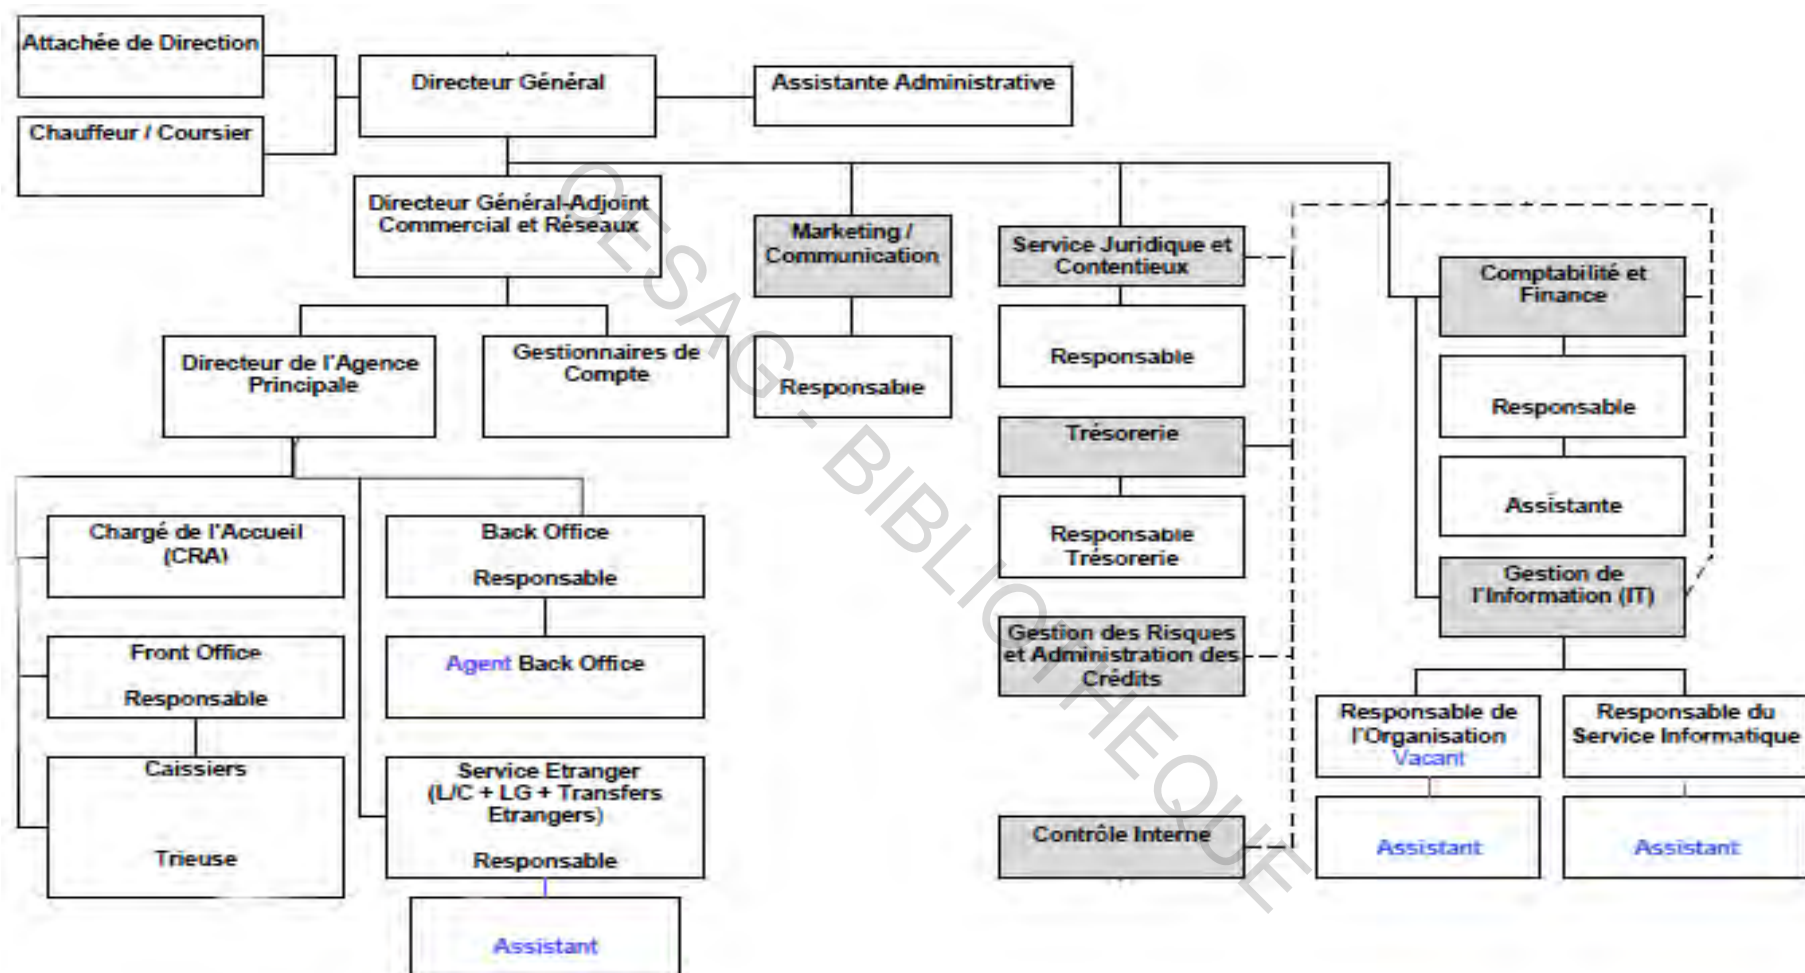 Attachée de Direction
Chauffeur / Coursier
Directeur Général
Assistante Administrative
Directeur Général-Adjoint
Commercial et Réseaux
Marketing /
Communication
Responsable
Service Juridique et
Contentieux
Responsable
Trésorerie
Responsable
Trésorerie
Gestion des Risques
et Administration des
Crédits
Contrôle Interne
Comptabilité et
Finance
Responsable
Assistante
Gestion de
l'Information (IT)
Responsable de
l'Organisation
Vacant
Assistant
Responsable du
Service Informatique
Assistant
Directeur de l'Agence
Principale
Gestionnaires de
Compte
Chargé de l'Accueil
(CRA)
Front Office
Responsable
Caissiers
Trieuse
Back Office
Responsable
Agent Back Office
Service Etranger
(L/C + LG + Transfers
Etrangers)
Responsable
Assistant
CESAG - BIBLIOTHEQUE